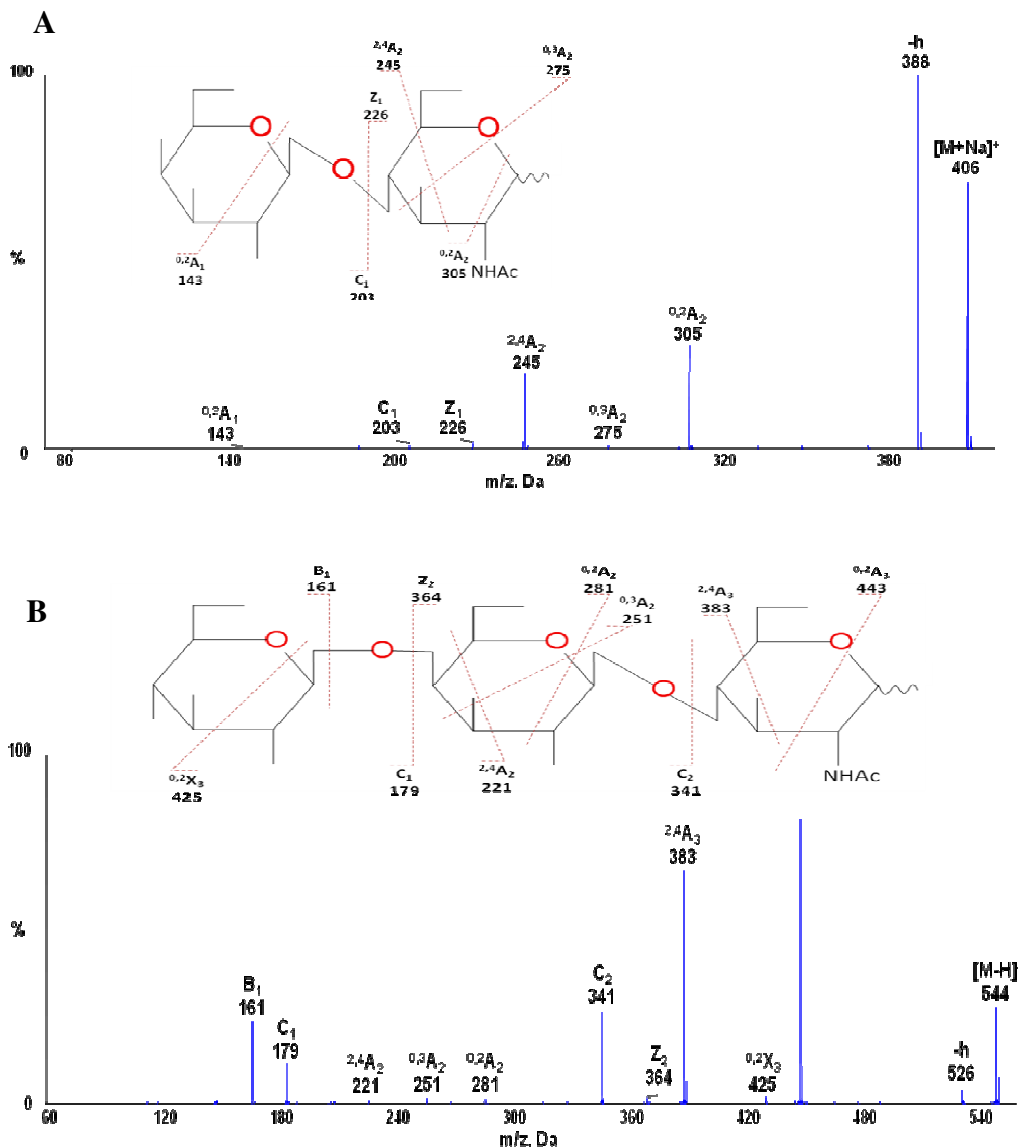 A
-h
388
2,4A2
245
0,3A2
275
100
Z1
226
[M+Na]+
406
%
0,2A1
143
0,2A2
305
C1
203
NHAc
0,2A2
305
2,4A2
245
0,2A1
143
C1
203
Z1
226
0,3A2
275
0
80 140 200 260 320 380
m/z, Da
B
B1
161
Z2
364
0,2A2
281
0,3A2
251
2,4A3
383
0,2A3
443
100
0,2X3
425
C1
179
2,4A2
221
C2
341
NHAc
2,4A3
383
%
B1
161
C1
179
2,4A2
221
0,3A2
251
0,2A2
281
C2
341
Z2
364
0,2X3
425
-h
526
[M-H]
544
0
60 180 240 360 480 540
m/z, Da